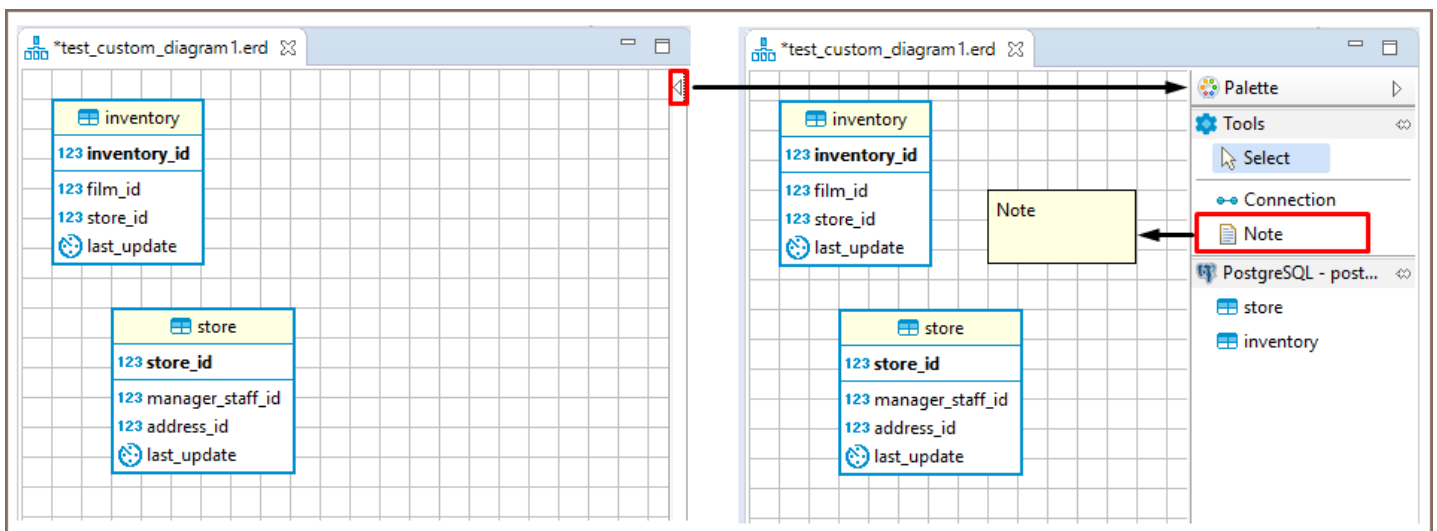 *test_custom_diagram1.erd
inventory
123 inventory_id
123 film_id
123 store_id
last_update
store
123 store_id
123 manager_staff_id
123 address_id
last_update
*test_custom_diagram1.erd
inventory
123 inventory_id
123 film_id
123 store_id
last_update
Note
store
123 store_id
123 manager_staff_id
123 address_id
last_update
Palette
Tools
Select
Connection
Note
PostgreSQL - post...
store
inventory